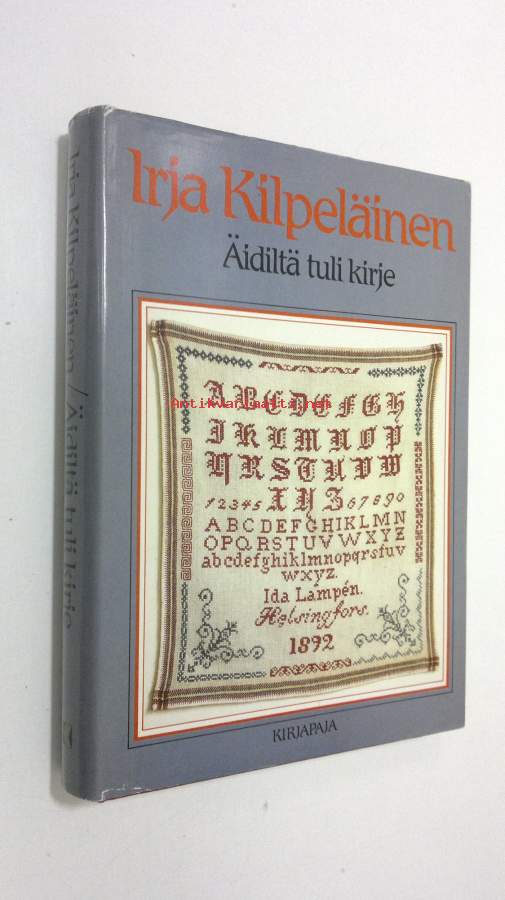 Irja Kilpeläinen
Äidiltä tuli kirje
ABCDEFGH
IKLMNOP
QRSTUVW
XYZ
12345 67890
ABCDEFGHIKLMN
OPQRSTUVWXYZ
abcdefghiklmnopqrstuv
wxyz.
Ida Lampén.
Helsingfors.
1892
KIRJAPAJA
Irja Kilpeläinen / Äidiltä tuli kirje